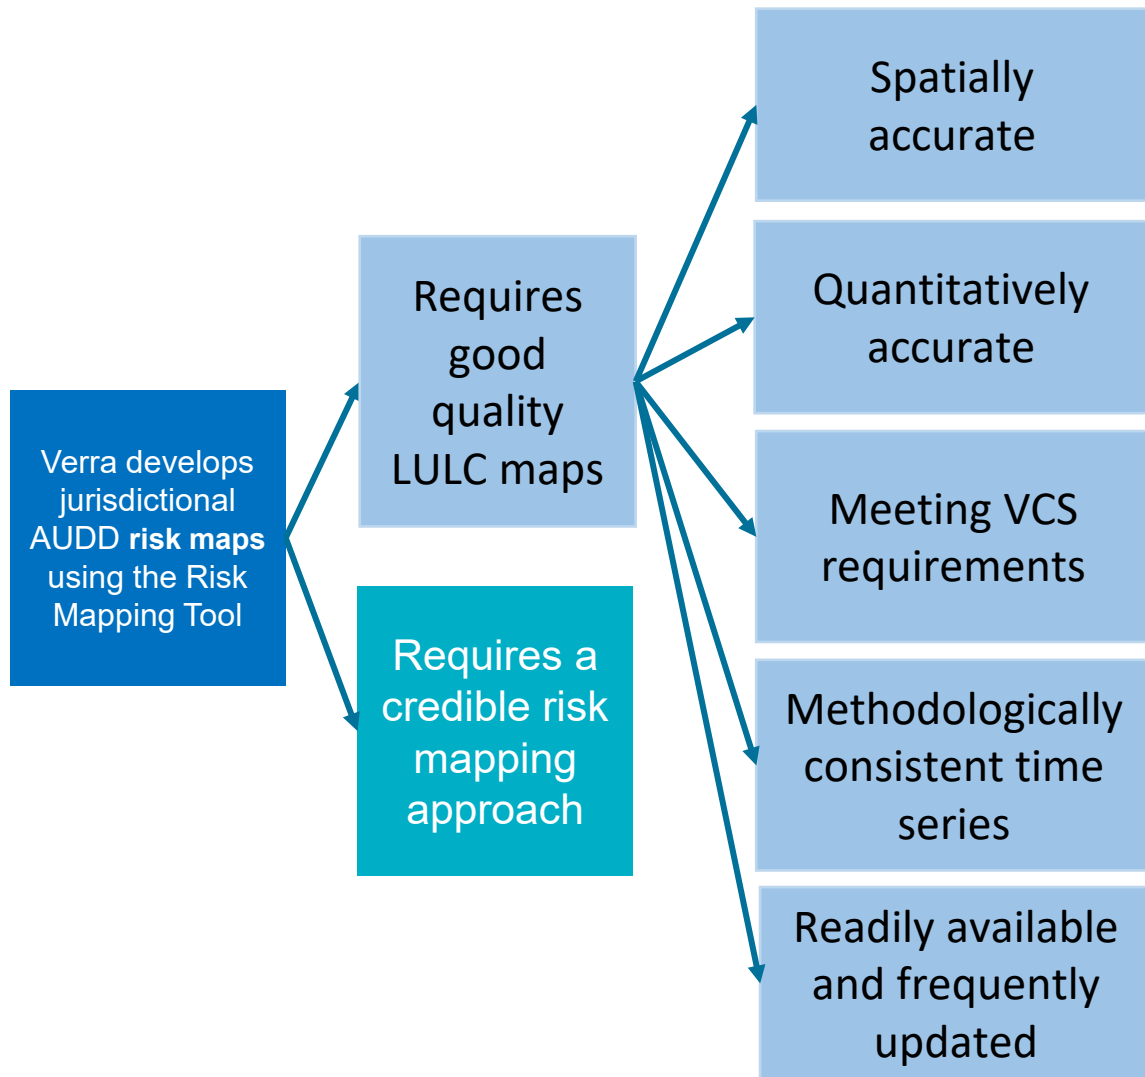 Verra develops
jurisdictional
AUDD risk maps
using the Risk
Mapping Tool
Requires
good
quality
LULC maps
Requires a
credible risk
mapping
approach
Spatially
accurate
Quantitatively
accurate
Meeting VCS
requirements
Methodologically
consistent time
series
Readily available
and frequently
updated